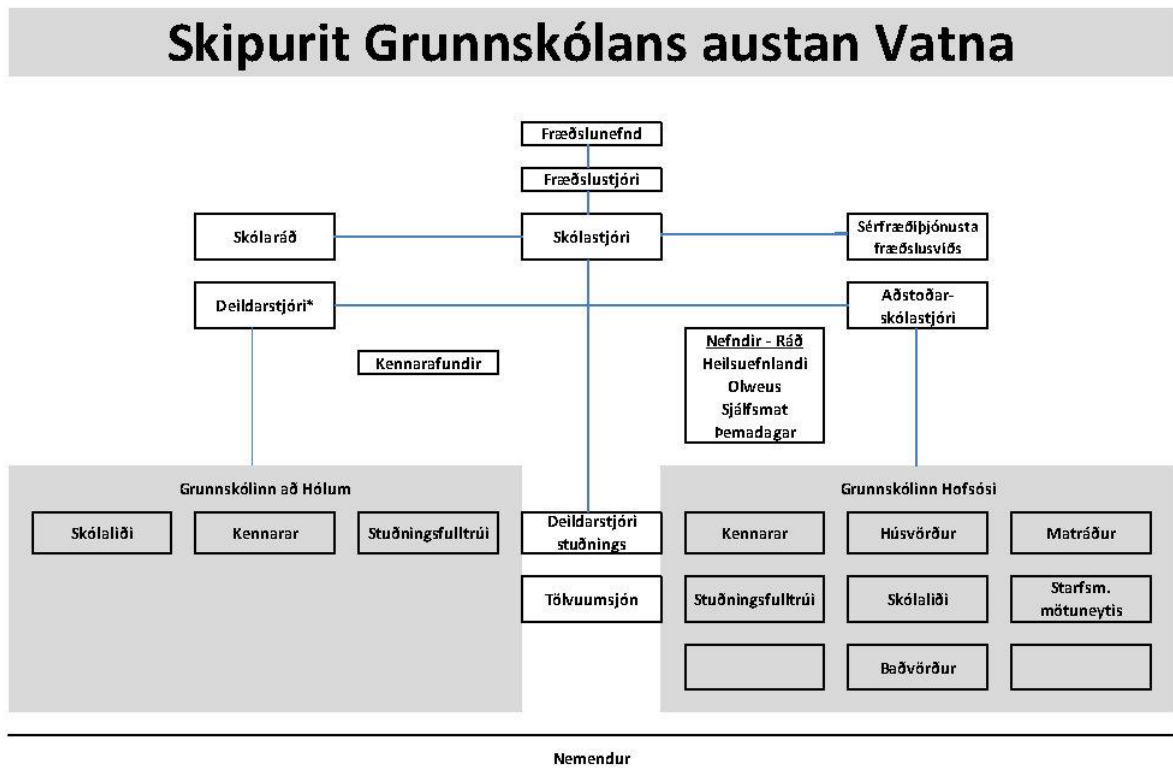 Skipurit Grunnskólans austan Vatna
Fræðslunefnd
Fræðslustjóri
Skólaráð
Skólastjóri
Sérfræðiþjónusta
fræðslusvíðs
Deildarstjóri*
Aðstoðar-
skólastjóri
Kennarafundir
Nefndir - Ráð
Heilsuefnlandi
Olweus
Sjálfsmat
Þemadagar
Grunnskólinn að Hólum
Skólaliði
Kennarar
Stuðningsfulltrúi
Deildarstjóri
stuðnings
Tölvuumsjón
Grunnskólinn Hofsósi
Kennarar
Húsvörður
Matráður
Stuðningsfulltrúi
Skólaliði
Starfsm.
mötuneytis
Baðvörður
Nemendur